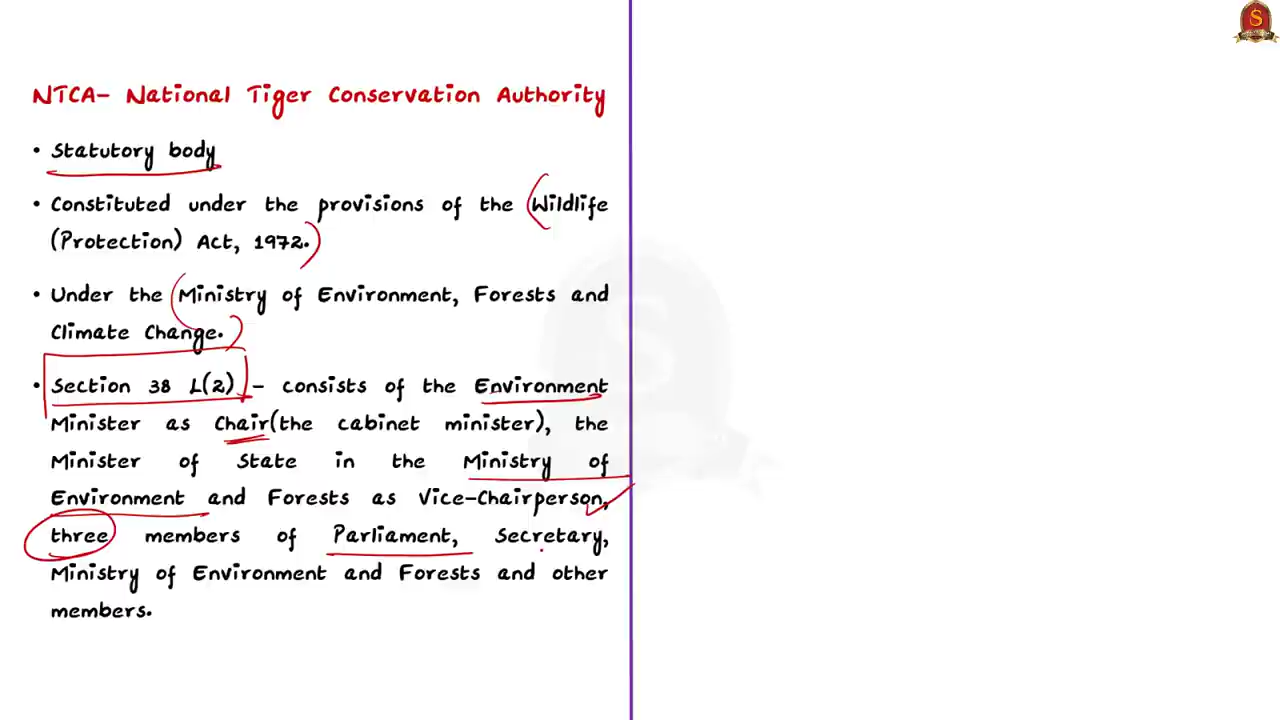 NTCA- National Tiger Conservation Authority
• Statutory body
• Constituted under the provisions of the Wildlife
(Protection) Act, 1972.
• Under the Ministry of Environment, Forests and
Climate Change.
• Section 38 L(2) - consists of the Environment
Minister as Chair(the cabinet minister), the
Minister of State in the Ministry of
Environment and Forests as Vice-Chairperson,
three members of Parliament, Secretary,
Ministry of Environment and Forests and other
members.
S